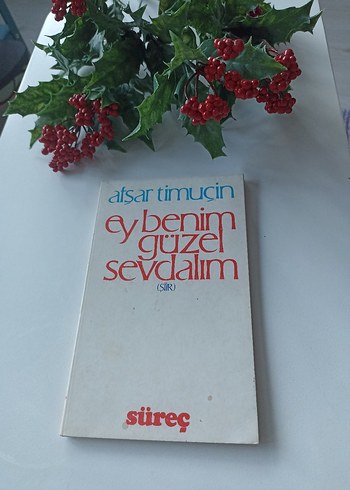 afşar timuçin
ey benim
güzel
sevdalım
(ŞİİR)
süreç